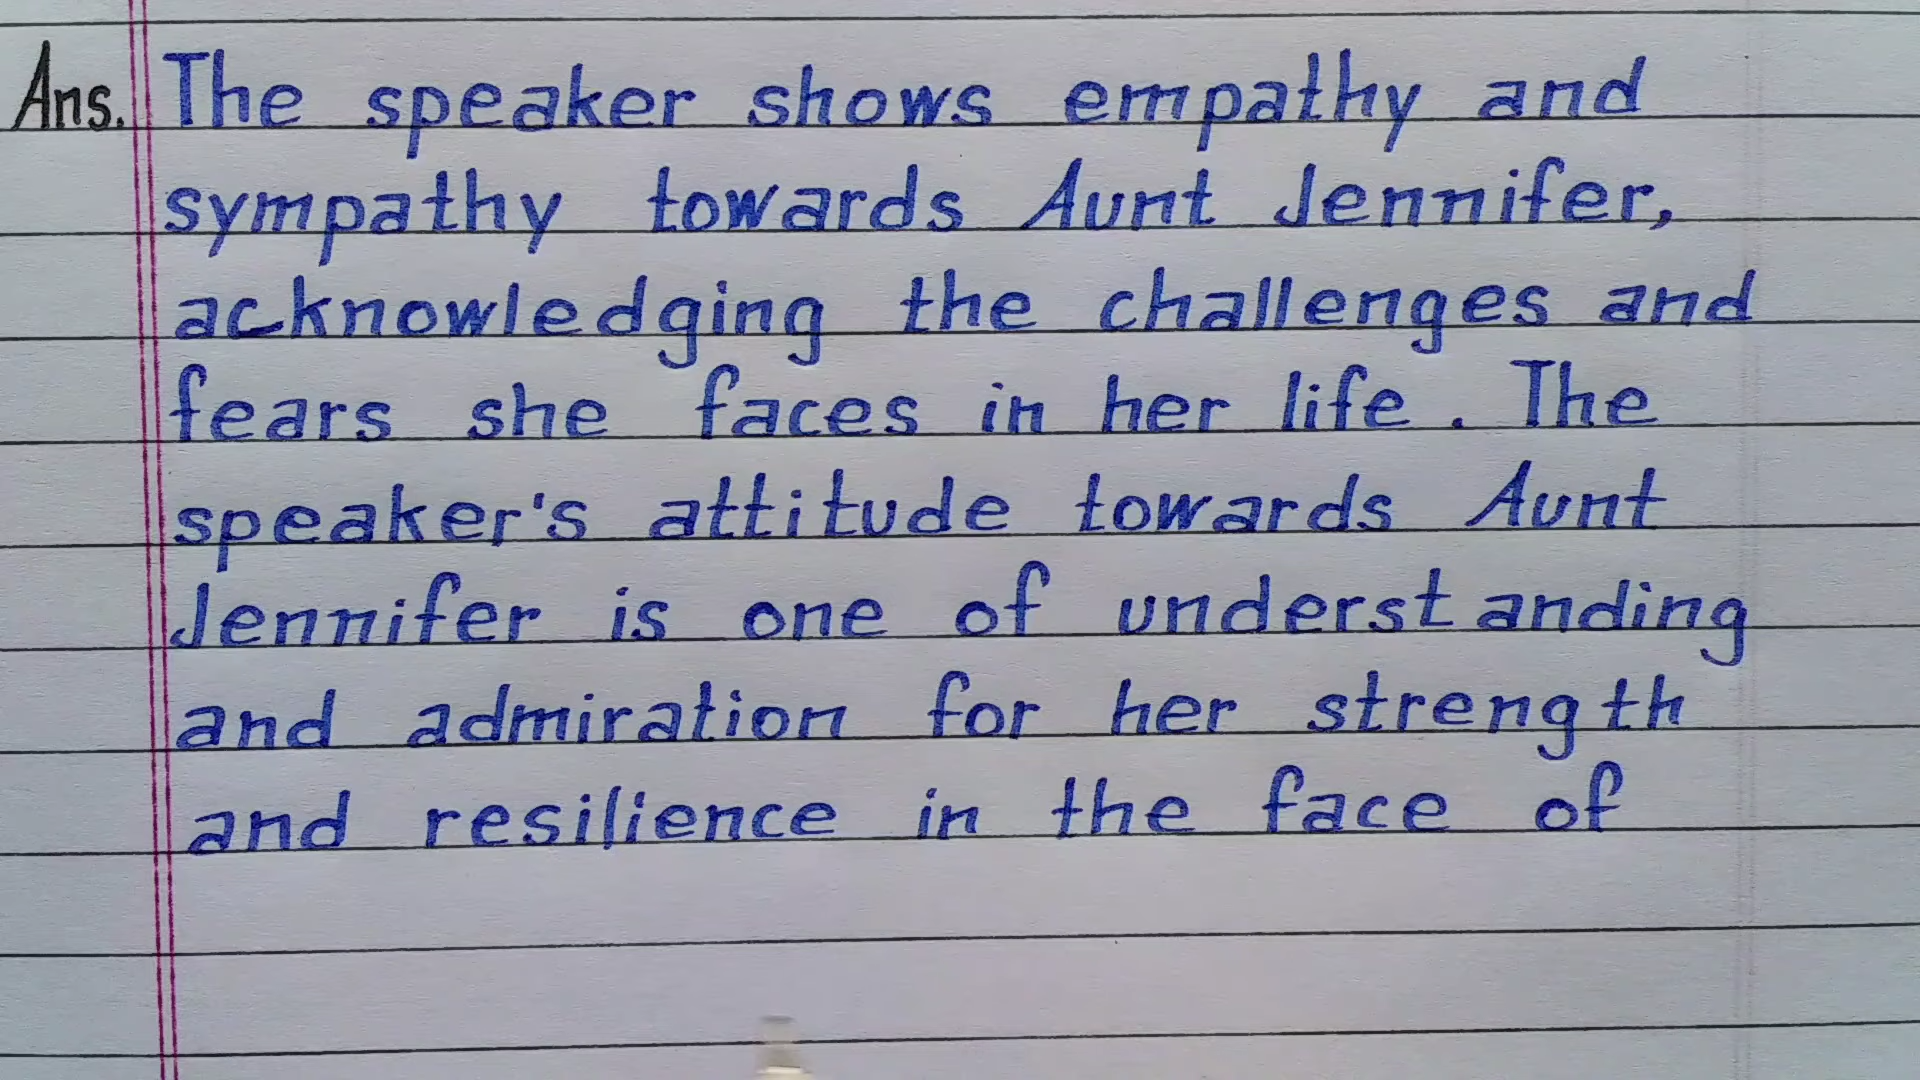 Ans. The speaker shows empathy and
sympathy towards Aunt Jennifer,
acknowledging the challenges and
fears she faces in her life. The
speaker's attitude towards Aunt
Jennifer is one of understanding
and admiration for her strength
and resilience in the face of